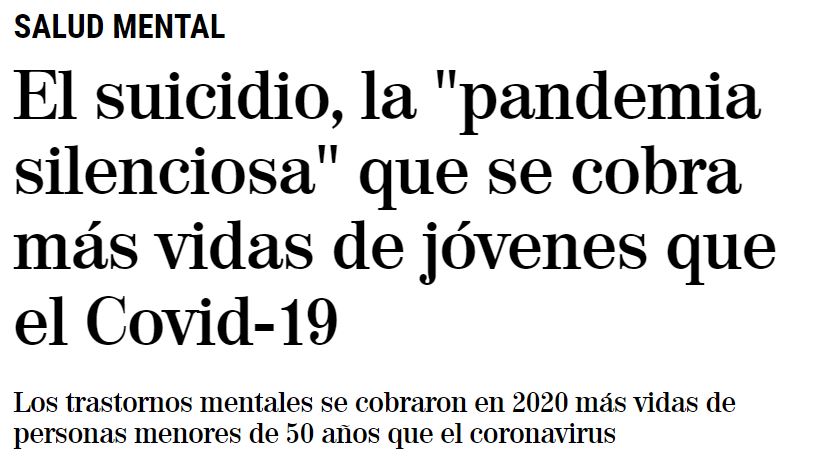 SALUD MENTAL
El suicidio, la "pandemia
silenciosa" que se cobra
más vidas de jóvenes que
el Covid-19
Los trastornos mentales se cobraron en 2020 más vidas de
personas menores de 50 años que el coronavirus